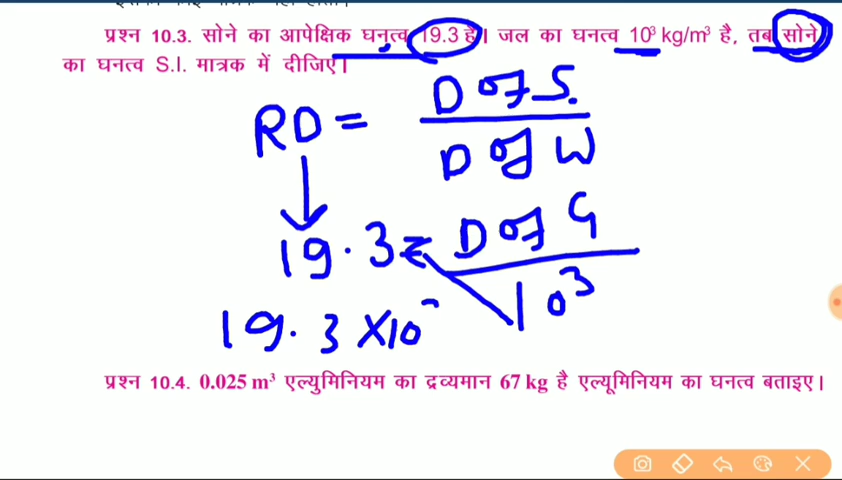 प्रश्न 10.3. सोने का आपेक्षिक घनत्व 19.3 है। जल का घनत्व 10³ kg/m³ है, तब सोने
का घनत्व S.I. मात्रक में दीजिए।
RD = D of S.
D of W
19.3 = D of G
10³
19.3 X10
प्रश्न 10.4. 0.025 m³ एल्युमिनियम का द्रव्यमान 67 kg है एल्यूमिनियम का घनत्व बताइए।